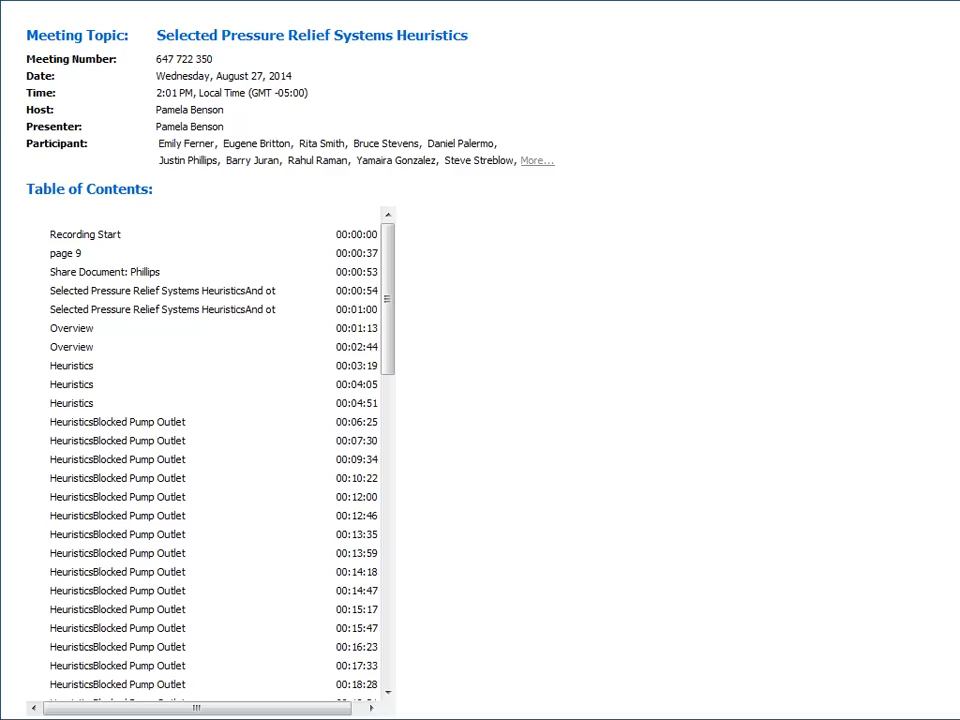 Meeting Topic: Selected Pressure Relief Systems Heuristics
Meeting Number: 647 722 350
Date: Wednesday, August 27, 2014
Time: 2:01 PM, Local Time (GMT -05:00)
Host: Pamela Benson
Presenter: Pamela Benson
Participant: Emily Ferner, Eugene Britton, Rita Smith, Bruce Stevens, Daniel Palermo,
Justin Phillips, Barry Juran, Rahul Raman, Yamaira Gonzalez, Steve Streblow, More...
Table of Contents:
Recording Start 00:00:00
page 9 00:00:37
Share Document: Phillips 00:00:53
Selected Pressure Relief Systems HeuristicsAnd ot 00:00:54
Selected Pressure Relief Systems HeuristicsAnd ot 00:01:00
Overview 00:01:13
Overview 00:02:44
Heuristics 00:03:19
Heuristics 00:04:05
Heuristics 00:04:51
HeuristicsBlocked Pump Outlet 00:06:25
HeuristicsBlocked Pump Outlet 00:07:30
HeuristicsBlocked Pump Outlet 00:09:34
HeuristicsBlocked Pump Outlet 00:10:22
HeuristicsBlocked Pump Outlet 00:12:00
HeuristicsBlocked Pump Outlet 00:12:46
HeuristicsBlocked Pump Outlet 00:13:35
HeuristicsBlocked Pump Outlet 00:13:59
HeuristicsBlocked Pump Outlet 00:14:18
HeuristicsBlocked Pump Outlet 00:14:47
HeuristicsBlocked Pump Outlet 00:15:17
HeuristicsBlocked Pump Outlet 00:15:47
HeuristicsBlocked Pump Outlet 00:16:23
HeuristicsBlocked Pump Outlet 00:17:33
HeuristicsBlocked Pump Outlet 00:18:28